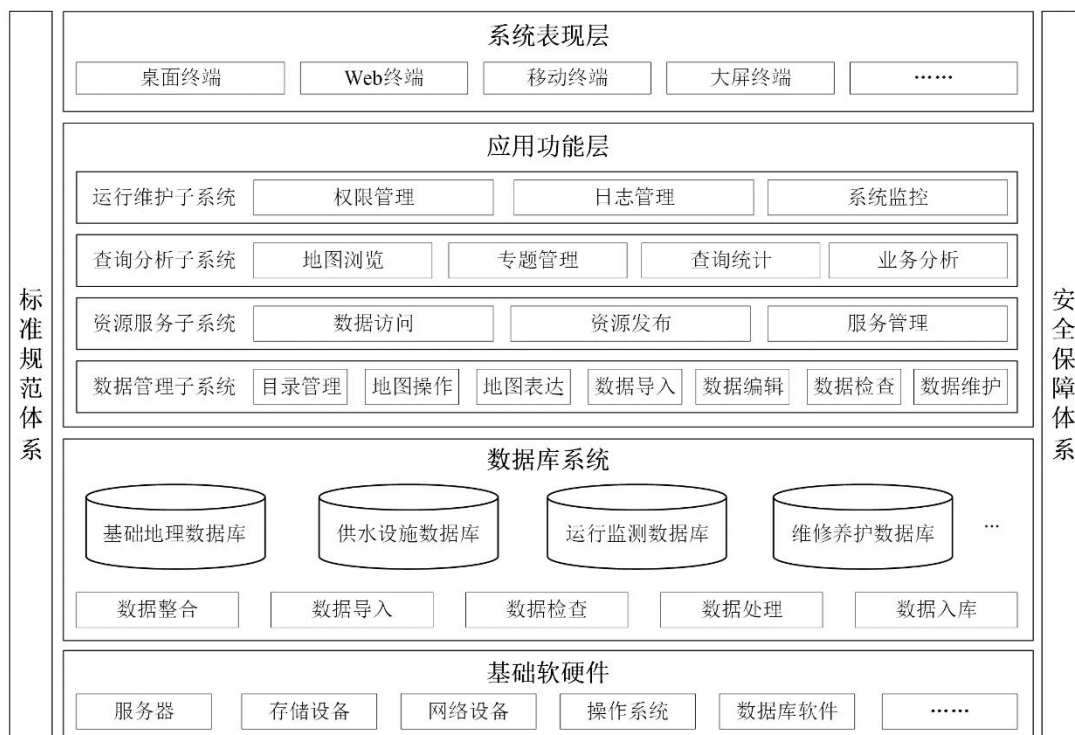 系统表现层
桌面终端 Web终端 移动终端 大屏终端 ……
应用功能层
运行维护子系统 权限管理 日志管理 系统监控
查询分析子系统 地图浏览 专题管理 查询统计 业务分析
资源服务子系统 数据访问 资源发布 服务管理
数据管理子系统 目录管理 地图操作 地图表达 数据导入 数据编辑 数据检查 数据维护
数据库系统
基础地理数据库 供水设施数据库 运行监测数据库 维修养护数据库 …
数据整合 数据导入 数据检查 数据处理 数据入库
基础软硬件
服务器 存储设备 网络设备 操作系统 数据库软件 ……
标准规范体系
安全保障体系